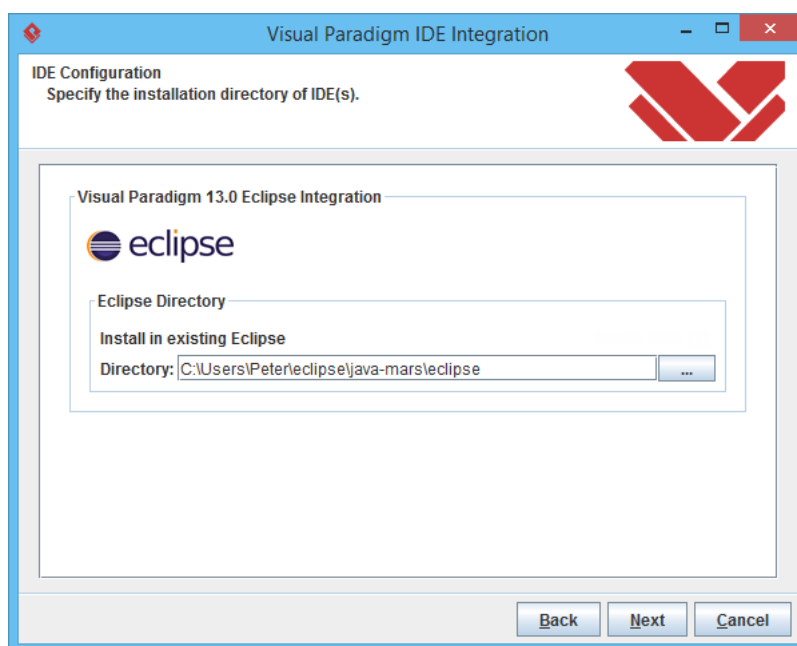 Visual Paradigm IDE Integration
IDE Configuration
Specify the installation directory of IDE(s).
Visual Paradigm 13.0 Eclipse Integration
eclipse
Eclipse Directory
Install in existing Eclipse
Directory: C:\Users\Peter\eclipse\java-mars\eclipse ...
Back Next Cancel